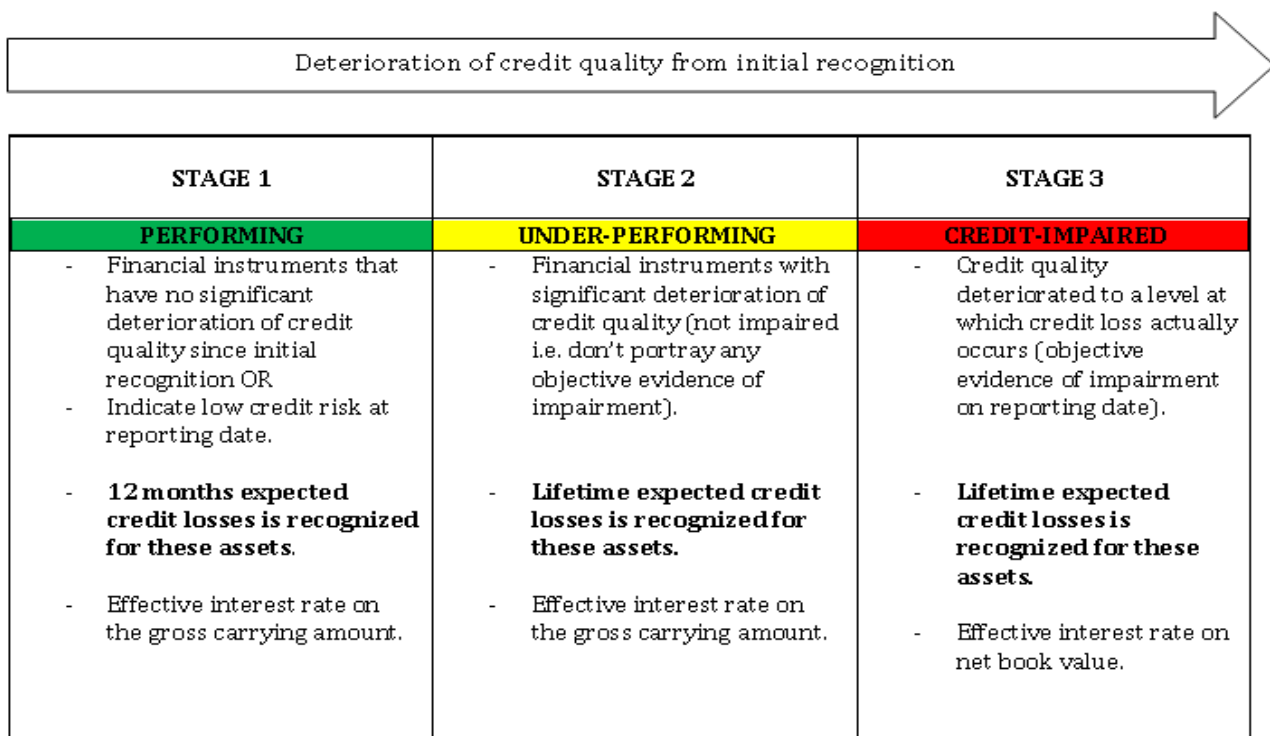 Deterioration of credit quality from initial recognition
STAGE 1
STAGE 2
STAGE 3
PERFORMING
UNDER-PERFORMING
CREDIT-IMPAIRED
- Financial instruments that
have no significant
deterioration of credit
quality since initial
recognition OR
- Indicate low credit risk at
reporting date.
- 12 months expected
credit losses is recognized
for these assets.
- Effective interest rate on
the gross carrying amount.
- Financial instruments with
significant deterioration of
credit quality (not impaired
i.e. don't portray any
objective evidence of
impairment).
- Lifetime expected credit
losses is recognized for
these assets.
- Effective interest rate on
the gross carrying amount.
- Credit quality
deteriorated to a level at
which credit loss actually
occurs (objective
evidence of impairment
on reporting date).
- Lifetime expected
credit losses is
recognized for these
assets.
- Effective interest rate on
net book value.